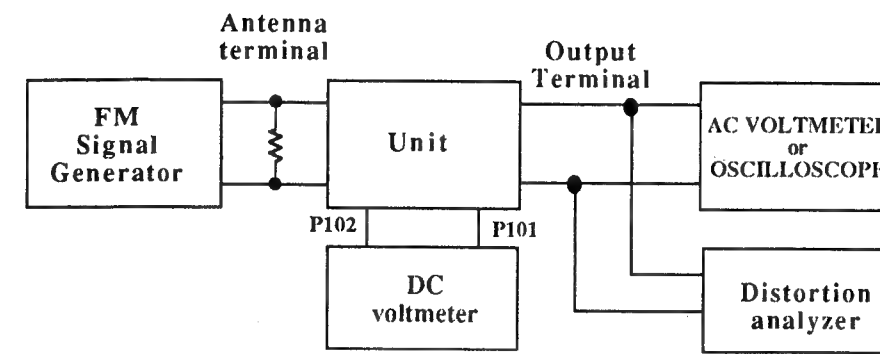 Antenna
terminal
Output
Terminal
FM
Signal
Generator
Unit
AC VOLTMETER
or
OSCILLOSCOPE
P102
P101
DC
voltmeter
Distortion
analyzer